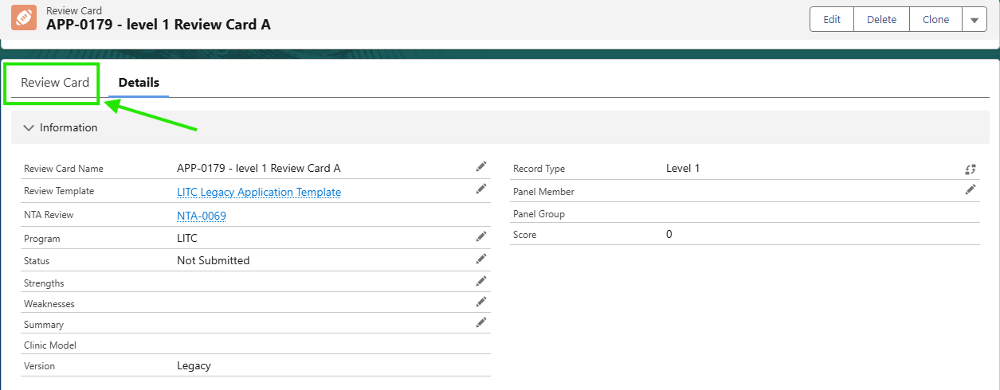 Review Card
APP-0179 - level 1 Review Card A
Edit
Delete
Clone
Review Card
Details
Information
Review Card Name APP-0179 - level 1 Review Card A
Review Template LITC Legacy Application Template
NTA Review NTA-0069
Program LITC
Status Not Submitted
Strengths
Weaknesses
Summary
Clinic Model
Version Legacy
Record Type Level 1
Panel Member
Panel Group
Score 0